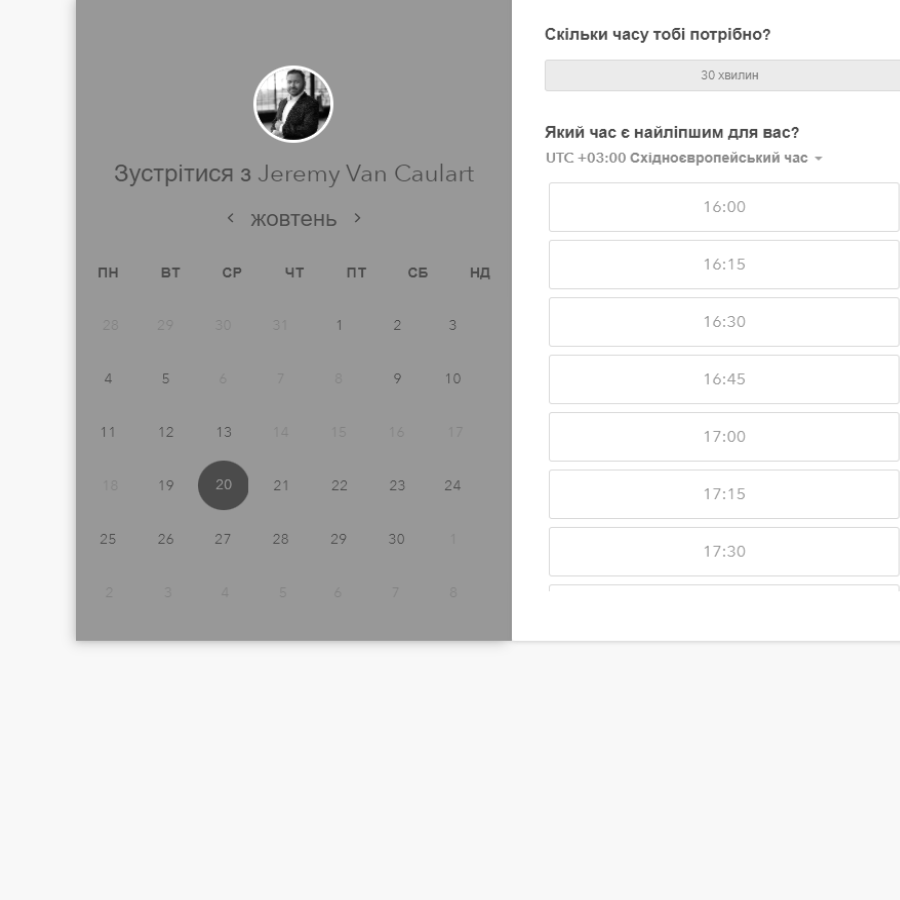 Зустрітися з Jeremy Van Caulart
жовтень
ПН ВТ СР ЧТ ПТ СБ НД
28 29 30 31 1 2 3
4 5 6 7 8 9 10
11 12 13 14 15 16 17
18 19 20 21 22 23 24
25 26 27 28 29 30 1
2 3 4 5 6 7 8
Скільки часу тобі потрібно?
30 хвилин
Який час є найліпшим для вас?
UTC +03:00 Східноєвропейський час
16:00
16:15
16:30
16:45
17:00
17:15
17:30